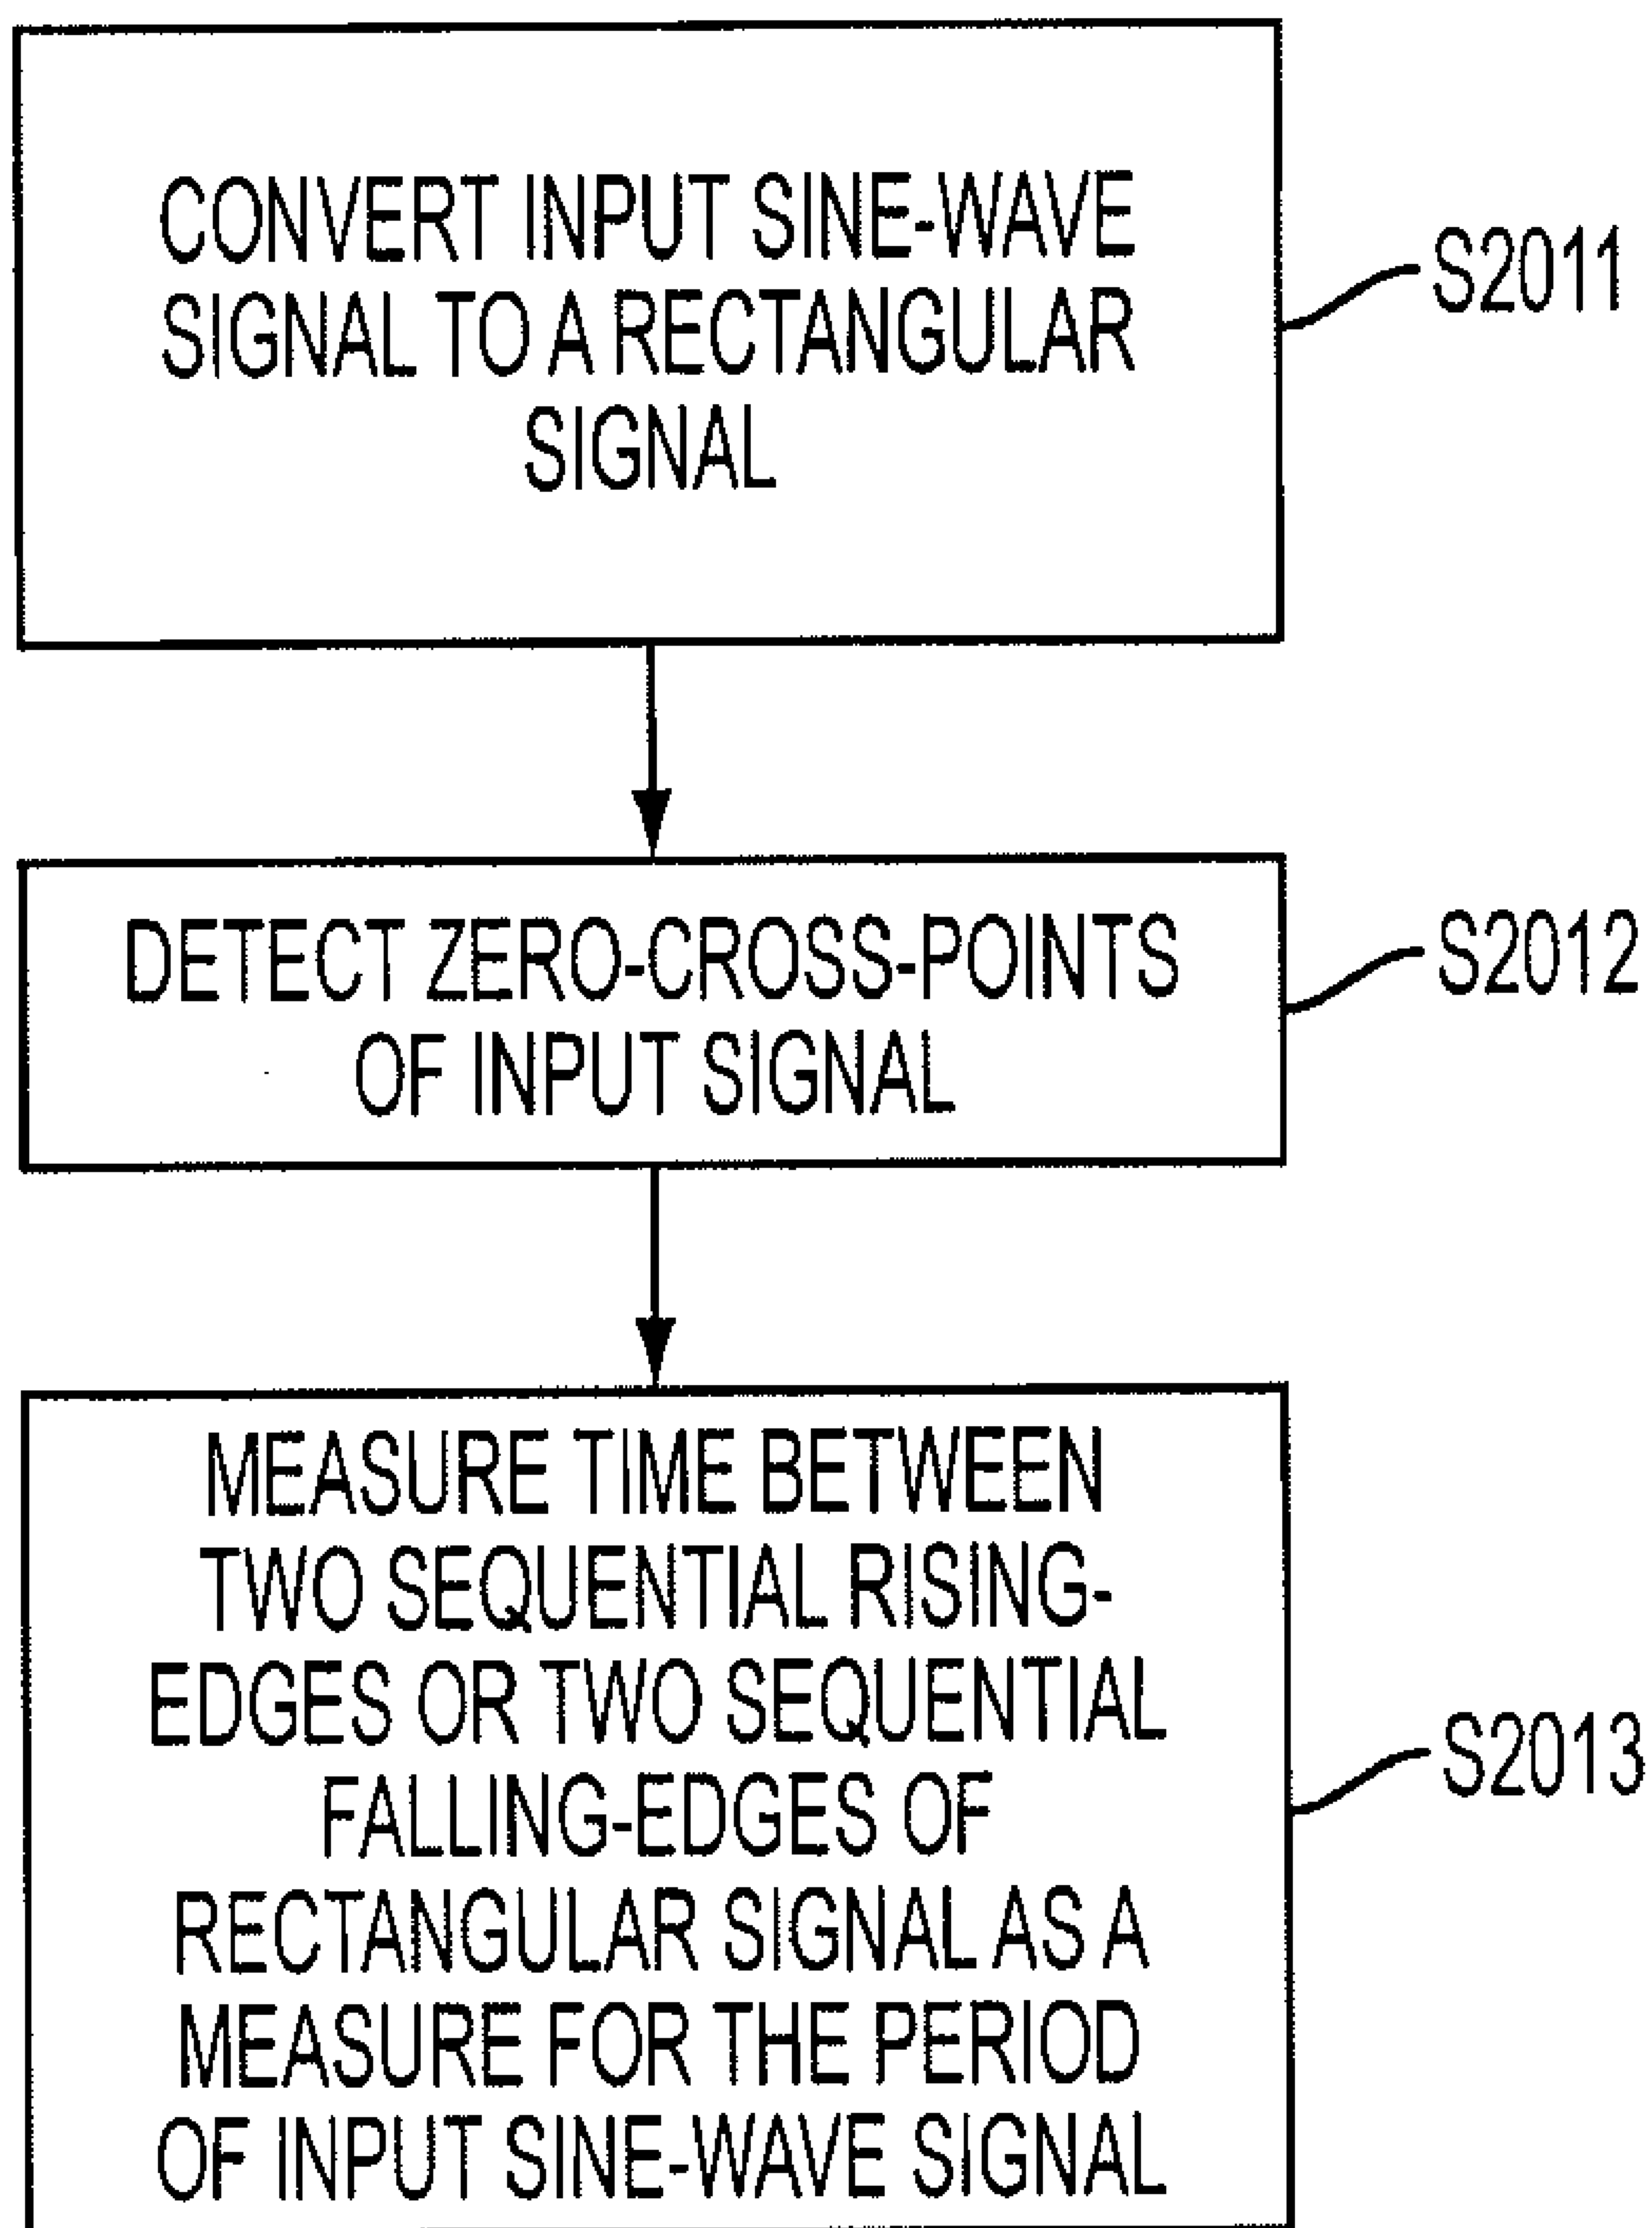 CONVERT INPUT SINE-WAVE
SIGNAL TO A RECTANGULAR
SIGNAL
S2011
DETECT ZERO-CROSS-POINTS
OF INPUT SIGNAL
S2012
MEASURE TIME BETWEEN
TWO SEQUENTIAL RISING-
EDGES OR TWO SEQUENTIAL
FALLING-EDGES OF
RECTANGULAR SIGNAL AS A
MEASURE FOR THE PERIOD
OF INPUT SINE-WAVE SIGNAL
S2013